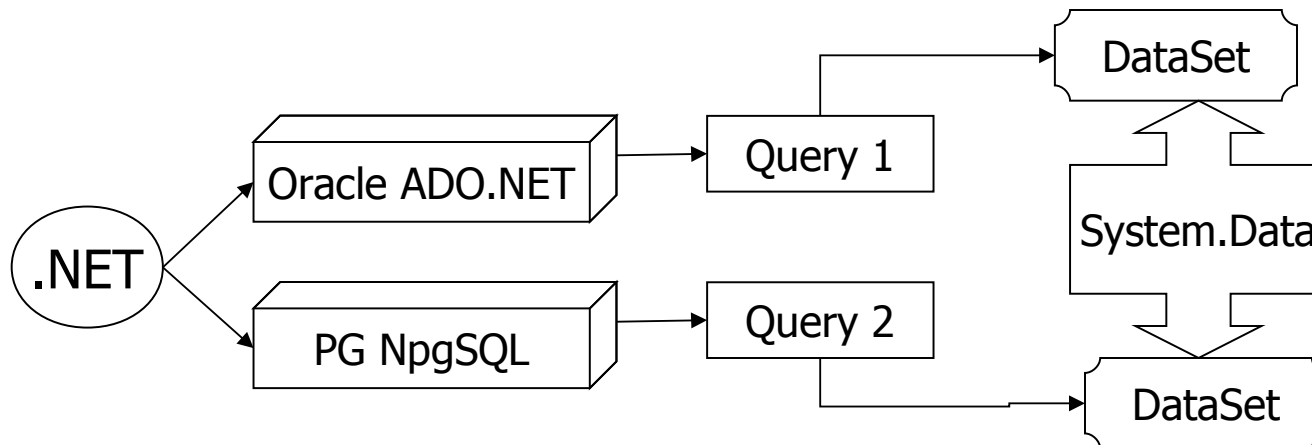 DataSet
Oracle ADO.NET
Query 1
System.Data
.NET
PG NpgSQL
Query 2
DataSet